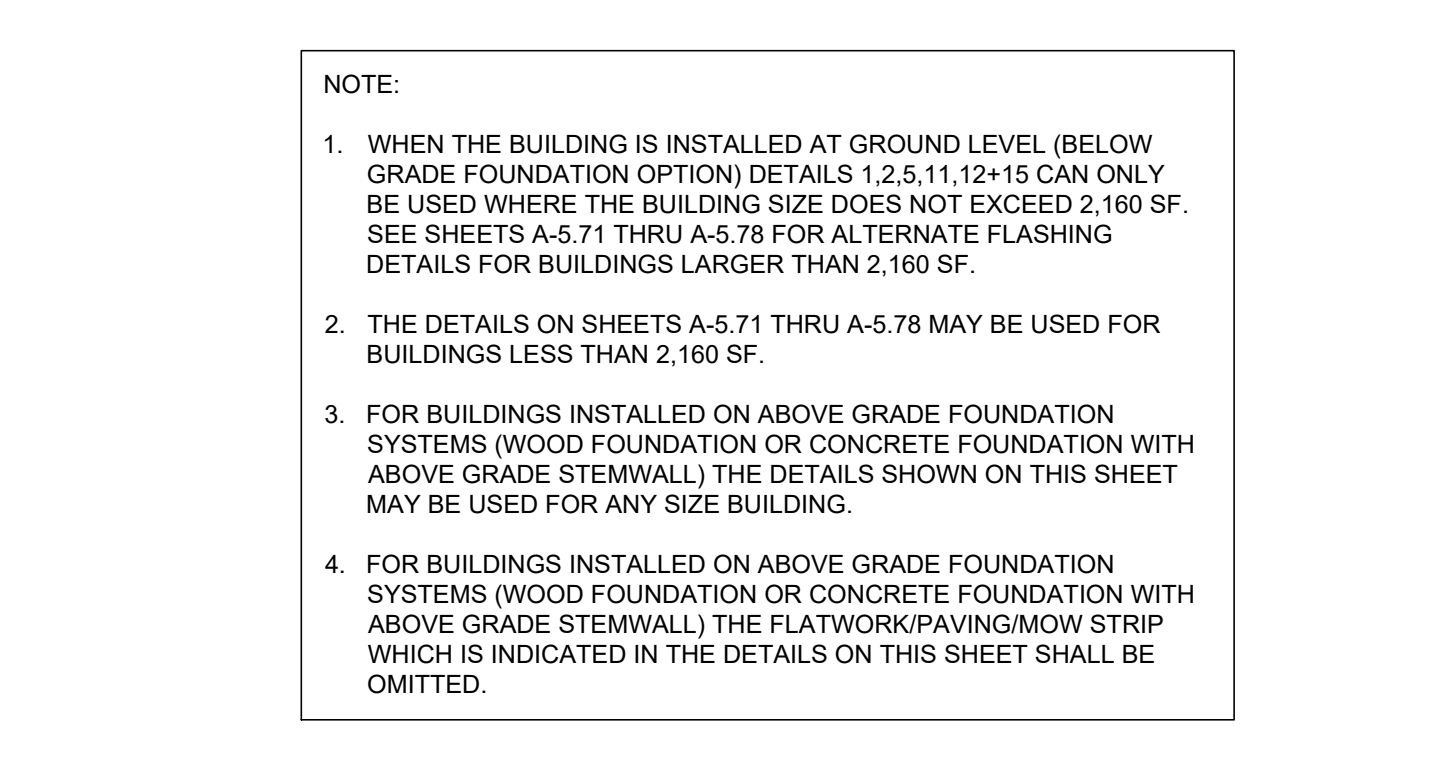 NOTE:
1. WHEN THE BUILDING IS INSTALLED AT GROUND LEVEL (BELOW
GRADE FOUNDATION OPTION) DETAILS 1,2,5,11,12+15 CAN ONLY
BE USED WHERE THE BUILDING SIZE DOES NOT EXCEED 2,160 SF.
SEE SHEETS A-5.71 THRU A-5.78 FOR ALTERNATE FLASHING
DETAILS FOR BUILDINGS LARGER THAN 2,160 SF.
2. THE DETAILS ON SHEETS A-5.71 THRU A-5.78 MAY BE USED FOR
BUILDINGS LESS THAN 2,160 SF.
3. FOR BUILDINGS INSTALLED ON ABOVE GRADE FOUNDATION
SYSTEMS (WOOD FOUNDATION OR CONCRETE FOUNDATION WITH
ABOVE GRADE STEMWALL) THE DETAILS SHOWN ON THIS SHEET
MAY BE USED FOR ANY SIZE BUILDING.
4. FOR BUILDINGS INSTALLED ON ABOVE GRADE FOUNDATION
SYSTEMS (WOOD FOUNDATION OR CONCRETE FOUNDATION WITH
ABOVE GRADE STEMWALL) THE FLATWORK/PAVING/MOW STRIP
WHICH IS INDICATED IN THE DETAILS ON THIS SHEET SHALL BE
OMITTED.